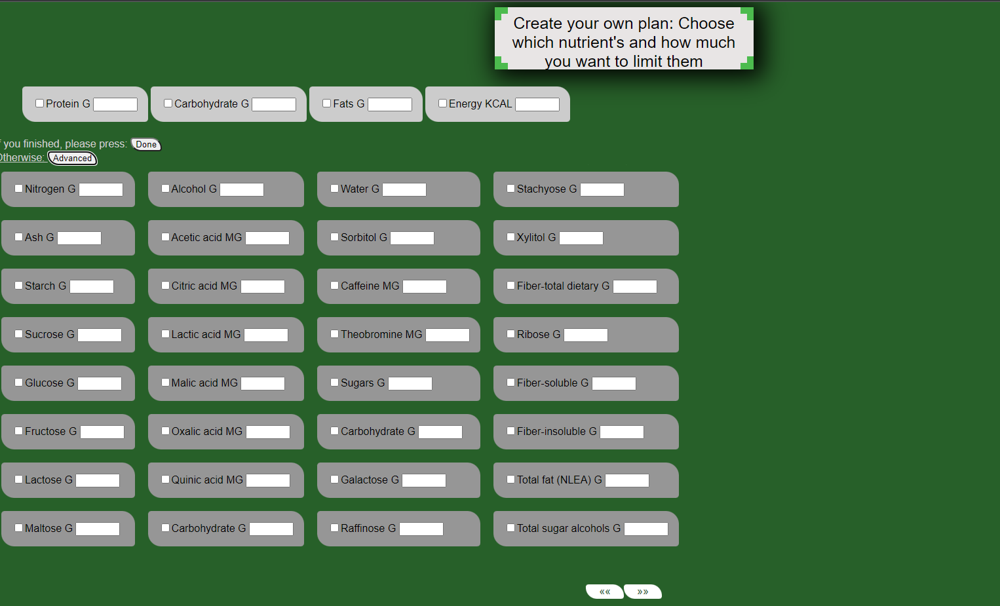 Create your own plan: Choose
which nutrient's and how much
you want to limit them
Protein G
Carbohydrate G
Fats G
Energy KCAL
f you finished, please press: Done
Otherwise: Advanced
Nitrogen G
Alcohol G
Water G
Stachyose G
Ash G
Acetic acid MG
Sorbitol G
Xylitol G
Starch G
Citric acid MG
Caffeine MG
Fiber-total dietary G
Sucrose G
Lactic acid MG
Theobromine MG
Ribose G
Glucose G
Malic acid MG
Sugars G
Fiber-soluble G
Fructose G
Oxalic acid MG
Carbohydrate G
Fiber-insoluble G
Lactose G
Quinic acid MG
Galactose G
Total fat (NLEA) G
Maltose G
Carbohydrate G
Raffinose G
Total sugar alcohols G
«« »»